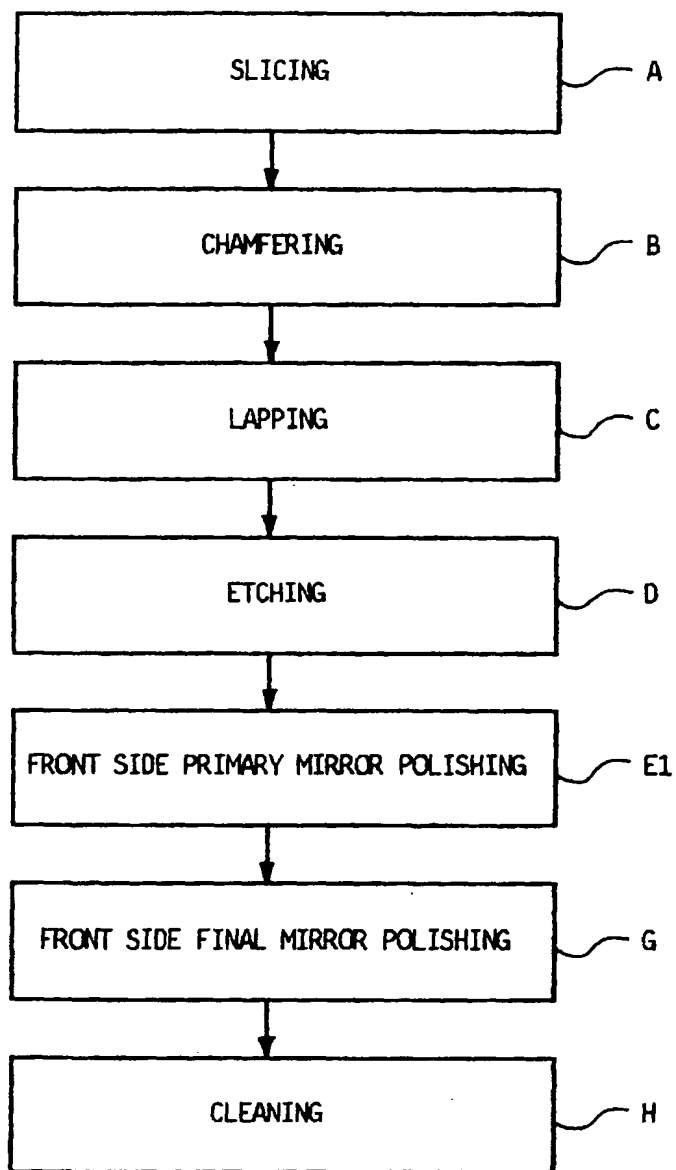 SLICING A
CHAMFERING B
LAPPING C
ETCHING D
FRONT SIDE PRIMARY MIRROR POLISHING E1
FRONT SIDE FINAL MIRROR POLISHING G
CLEANING H